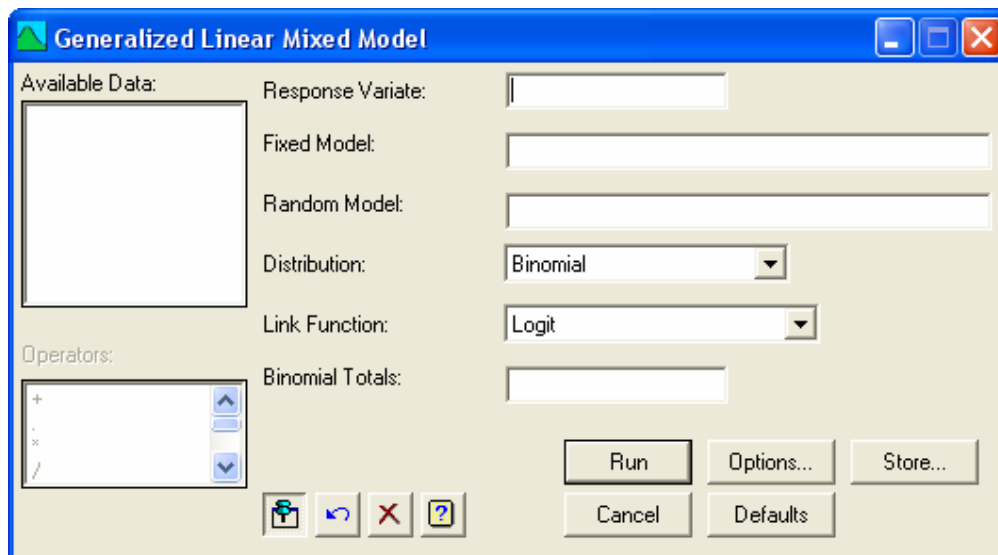 Generalized Linear Mixed Model
Available Data:
Response Variate:
Fixed Model:
Random Model:
Distribution:
Binomial
Link Function:
Logit
Operators:
+
.
*
/
Binomial Totals:
Run
Options...
Store...
Cancel
Defaults
?